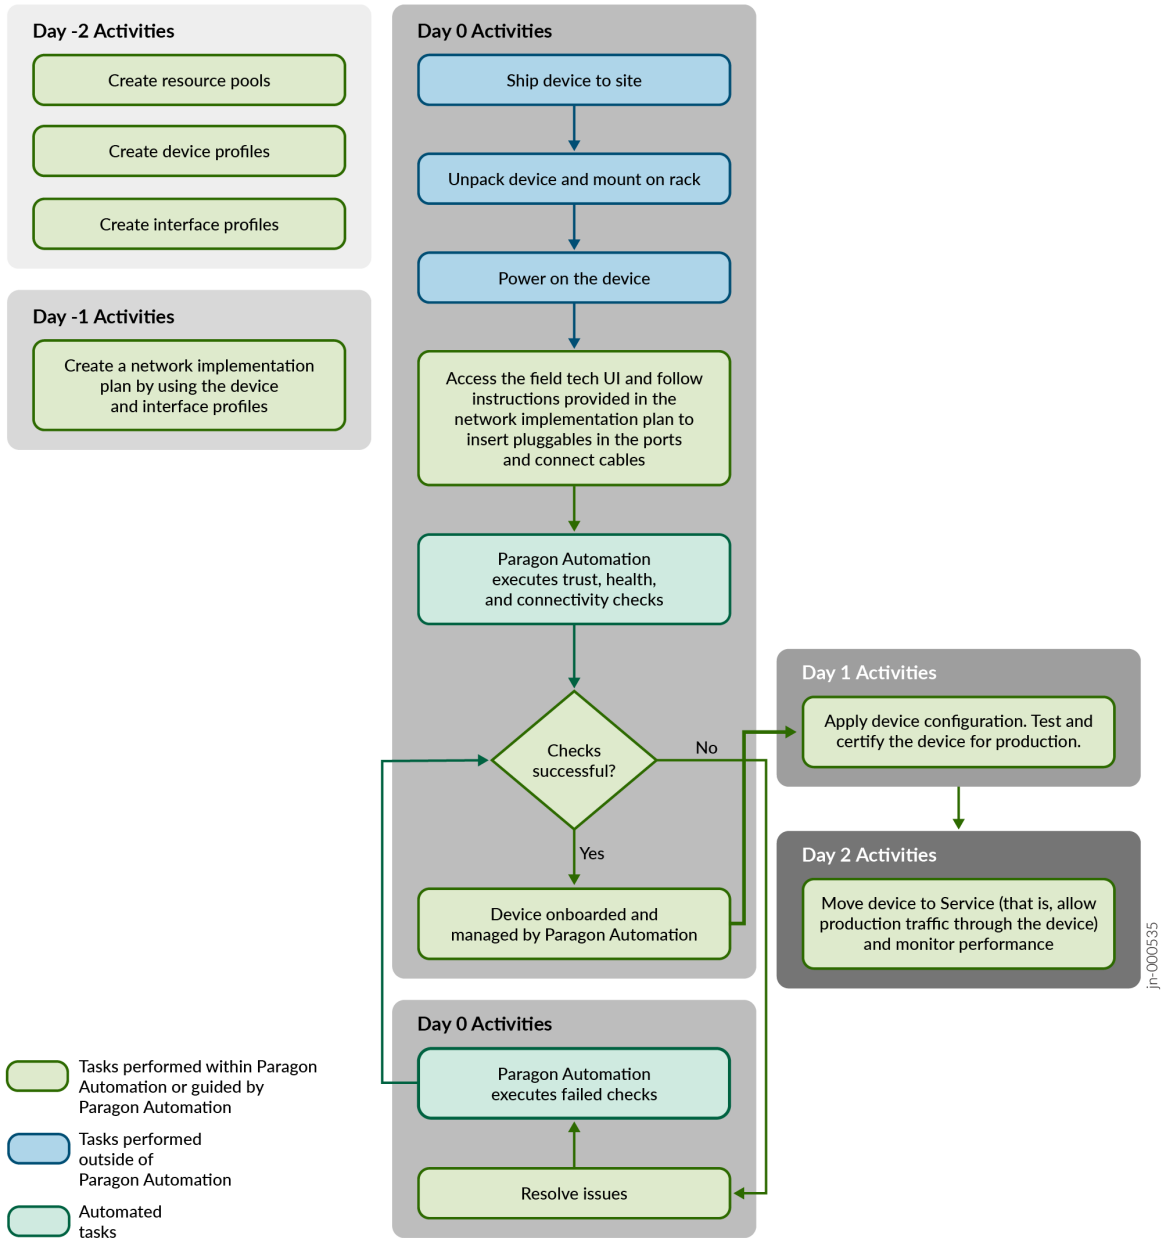 Day -2 Activities
Create resource pools
Create device profiles
Create interface profiles
Day -1 Activities
Create a network implementation
plan by using the device
and interface profiles
Day 0 Activities
Ship device to site
Unpack device and mount on rack
Power on the device
Access the field tech UI and follow
instructions provided in the
network implementation plan to
insert pluggables in the ports
and connect cables
Paragon Automation
executes trust, health,
and connectivity checks
Checks
successful?
No
Yes
Device onboarded and
managed by Paragon Automation
Day 0 Activities
Paragon Automation
executes failed checks
Resolve issues
Day 1 Activities
Apply device configuration. Test and
certify the device for production.
Day 2 Activities
Move device to Service (that is, allow
production traffic through the device)
and monitor performance
jn-000535
Tasks performed within Paragon
Automation or guided by
Paragon Automation
Tasks performed
outside of
Paragon Automation
Automated
tasks